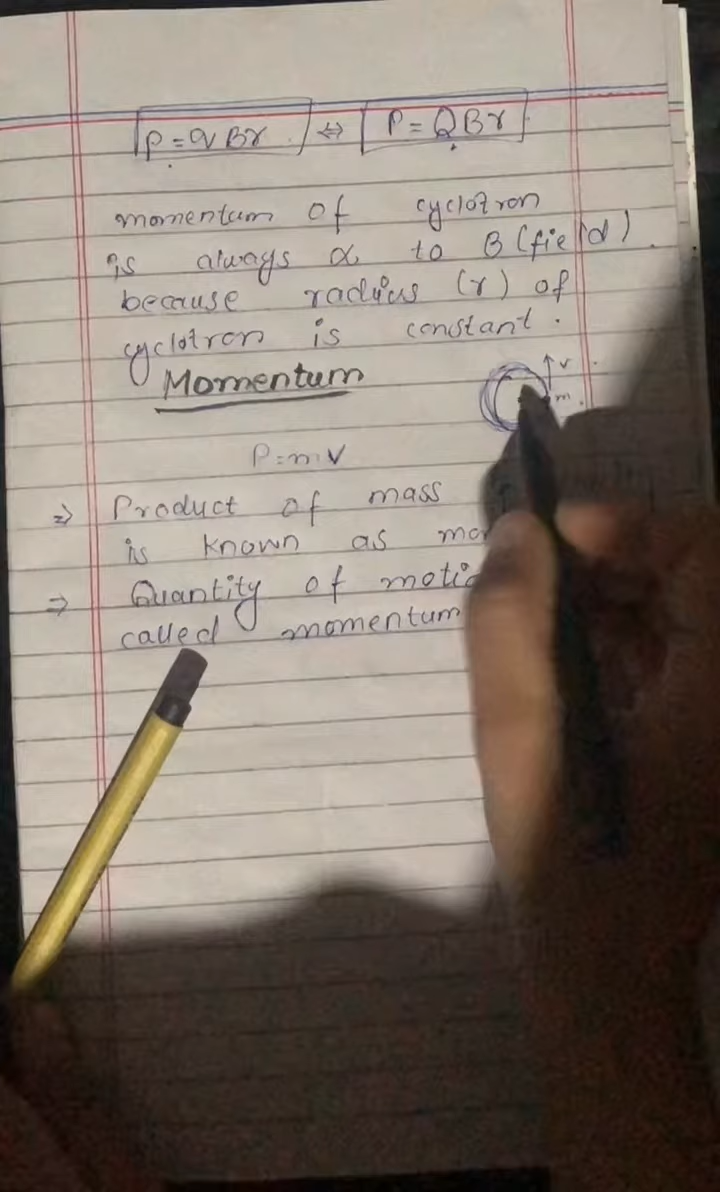 P = qBr ⇔ P = QBr
momentum of cyclotron
is always ∝ to B (field).
because radius (r) of
cyclotron is constant.
Momentum
v
m
P = mv
⇒ Product of mass
is known as
⇒ Quantity of
called momentum